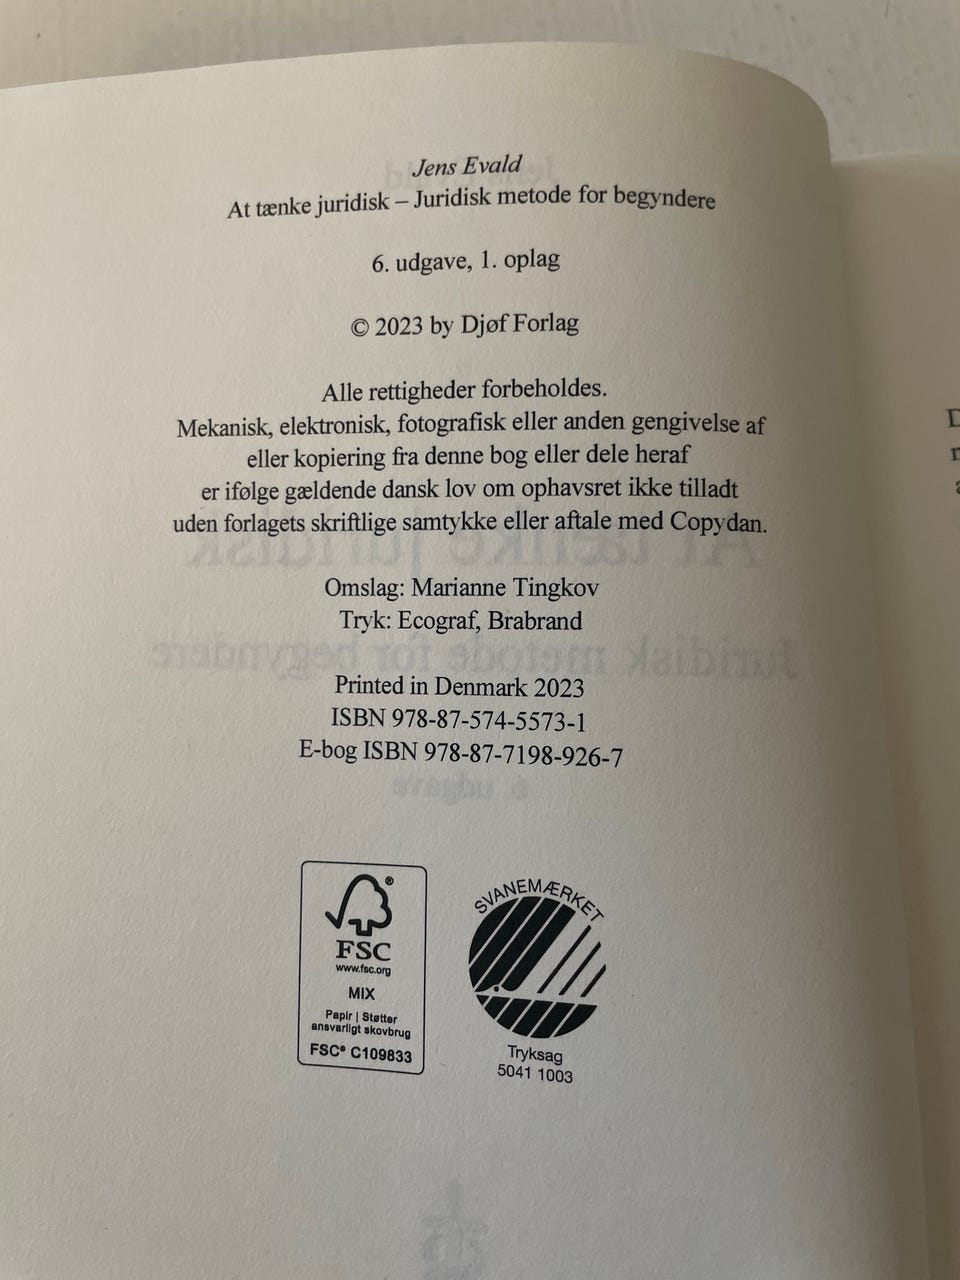 Jens Evald
At tænke juridisk – Juridisk metode for begyndere
6. udgave, 1. oplag
© 2023 by Djøf Forlag
Alle rettigheder forbeholdes.
Mekanisk, elektronisk, fotografisk eller anden gengivelse af
eller kopiering fra denne bog eller dele heraf
er ifølge gældende dansk lov om ophavsret ikke tilladt
uden forlagets skriftlige samtykke eller aftale med Copydan.
Omslag: Marianne Tingkov
Tryk: Ecograf, Brabrand
Printed in Denmark 2023
ISBN 978-87-574-5573-1
E-bog ISBN 978-87-7198-926-7
®
FSC
www.fsc.org
MIX
Papir | Støtter
ansvarligt skovbrug
FSC® C109833
SVANEMÆRKET
Tryksag
5041 1003